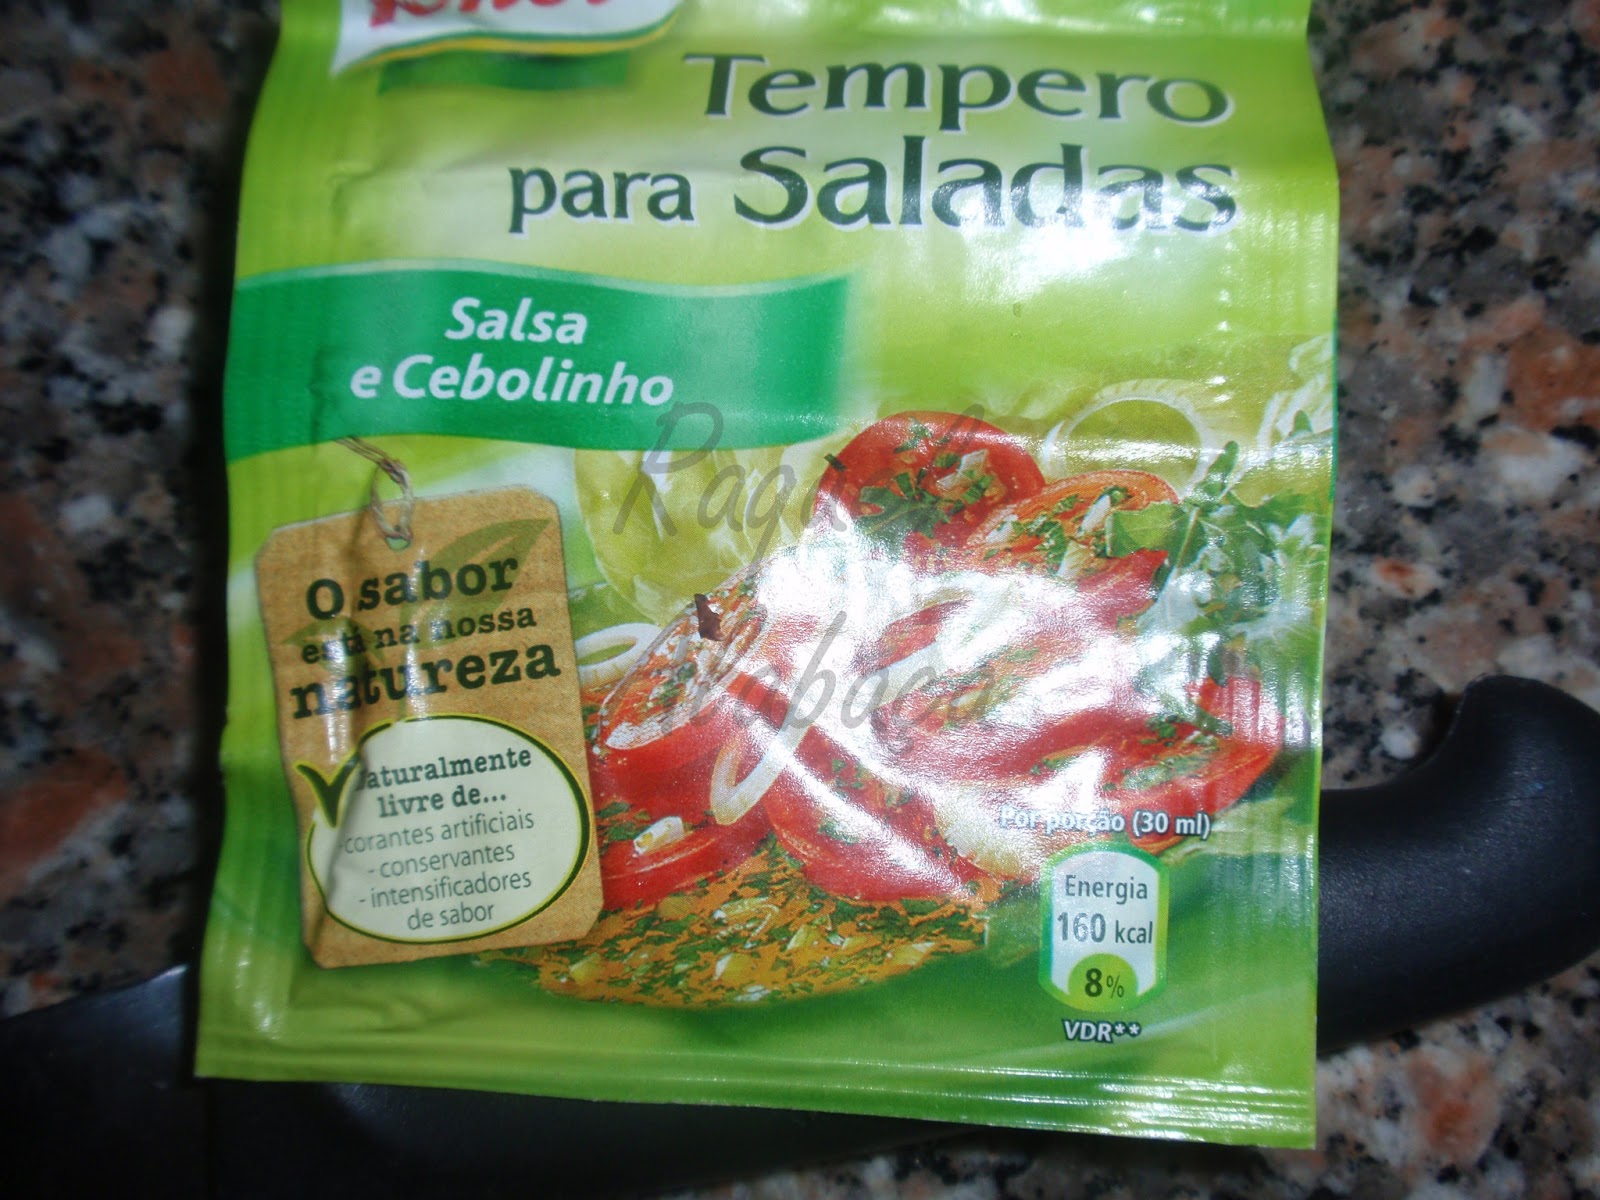 Knorr
Tempero
para Saladas
Salsa
e Cebolinho
O sabor
está na nossa
natureza
Naturalmente
livre de...
-corantes artificiais
- conservantes
- intensificadores
de sabor
Por porção (30 ml)
Energia
160 kcal
8%
VDR**